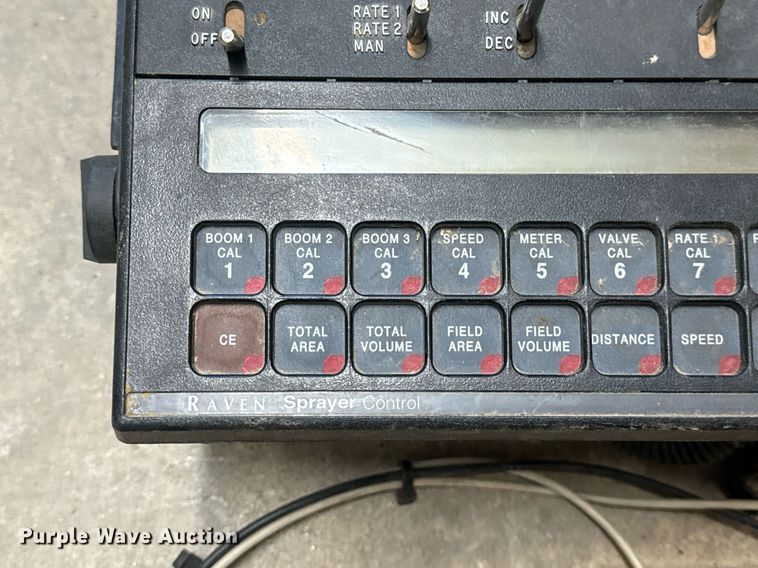 ON
OFF
RATE 1
RATE 2
MAN
INC
DEC
BOOM 1 CAL 1
BOOM 2 CAL 2
BOOM 3 CAL 3
SPEED CAL 4
METER CAL 5
VALVE CAL 6
RATE 1 CAL 7
CE
TOTAL AREA
TOTAL VOLUME
FIELD AREA
FIELD VOLUME
DISTANCE
SPEED
RAVEN Sprayer Control
Purple Wave Auction